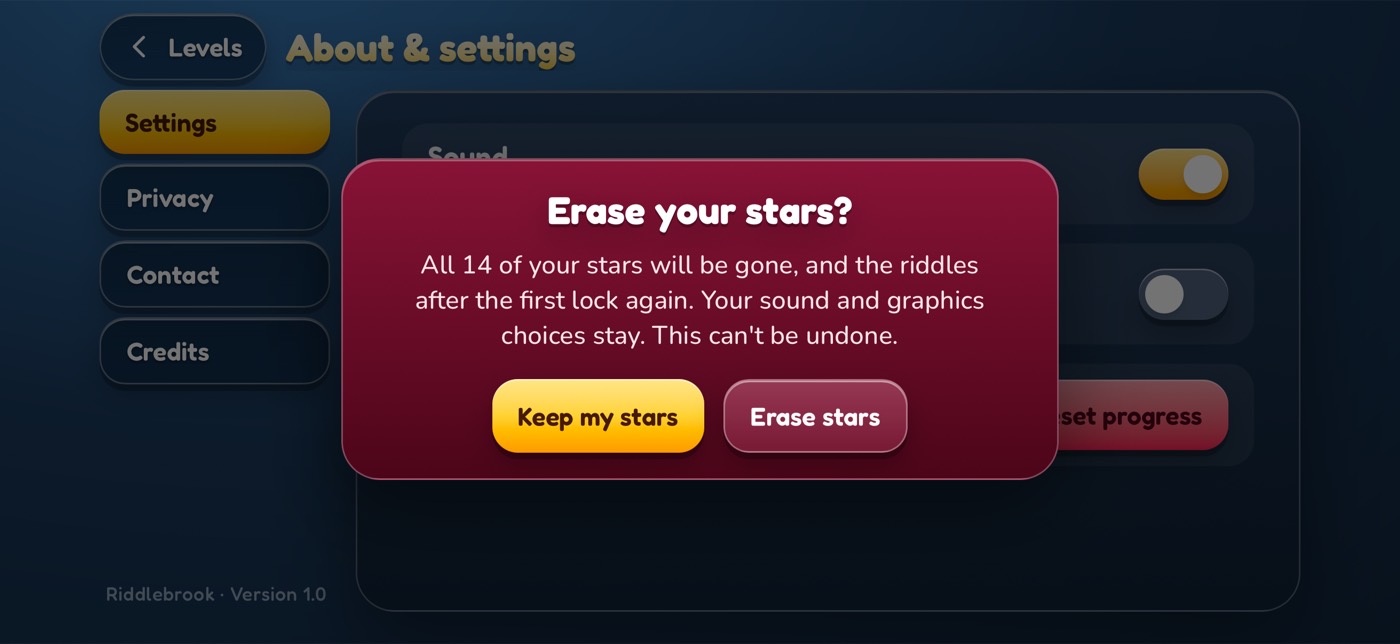 Levels
About & settings
Settings
Privacy
Contact
Credits
Riddlebrook · Version 1.0
Sound
Erase your stars?
All 14 of your stars will be gone, and the riddles
after the first lock again. Your sound and graphics
choices stay. This can't be undone.
Keep my stars
Erase stars
progress